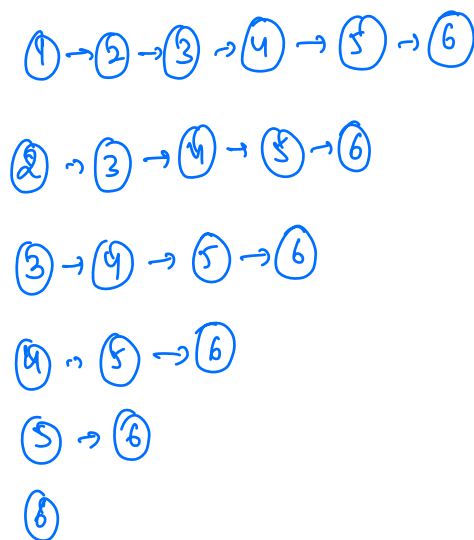 1 → 2 → 3 → 4 → 5 → 6
2 → 3 → 4 → 5 → 6
3 → 4 → 5 → 6
4 → 5 → 6
5 → 6
6